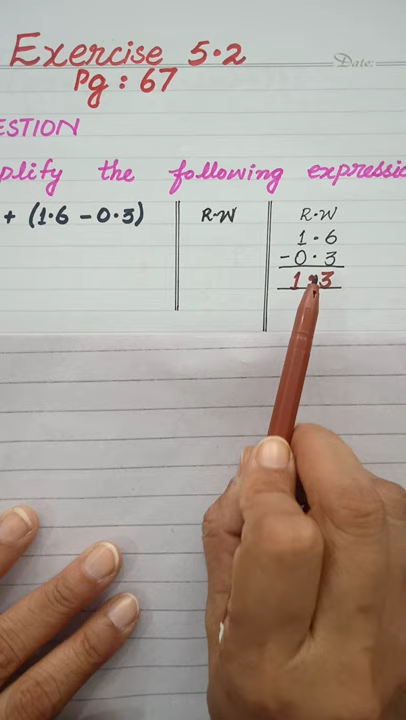 Exercise 5.2
Date:
Pg : 67
ESTION
plify the following expressio
+ (1.6 - 0.3)
R.W
R.W
1.6
-0.3
1.3